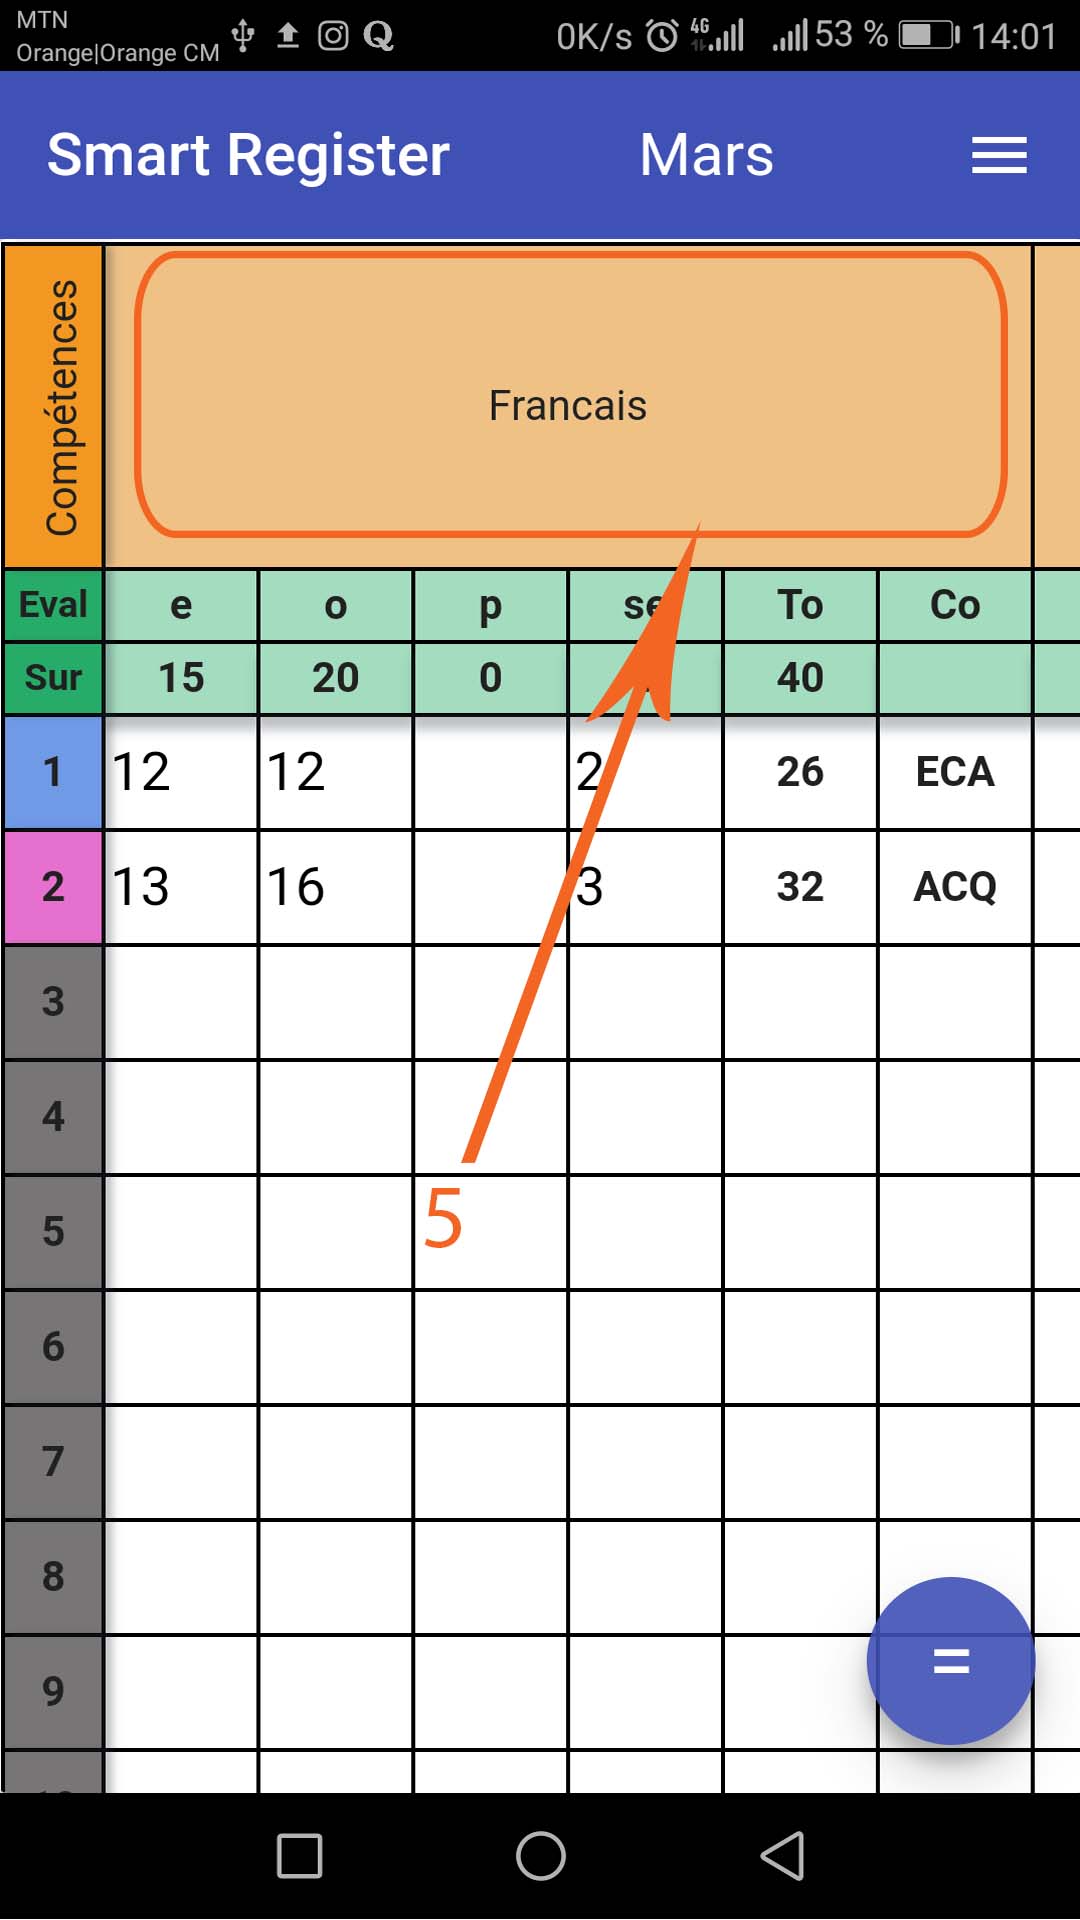 MTN
Orange|Orange CM Q 0K/s 4G 53 % 14:01
Smart Register Mars
Compétences Francais
Eval e o p se To Co
Sur 15 20 0 40
1 12 12 2 26 ECA
2 13 16 3 32 ACQ
3
4
5 5
6
7
8
9
=